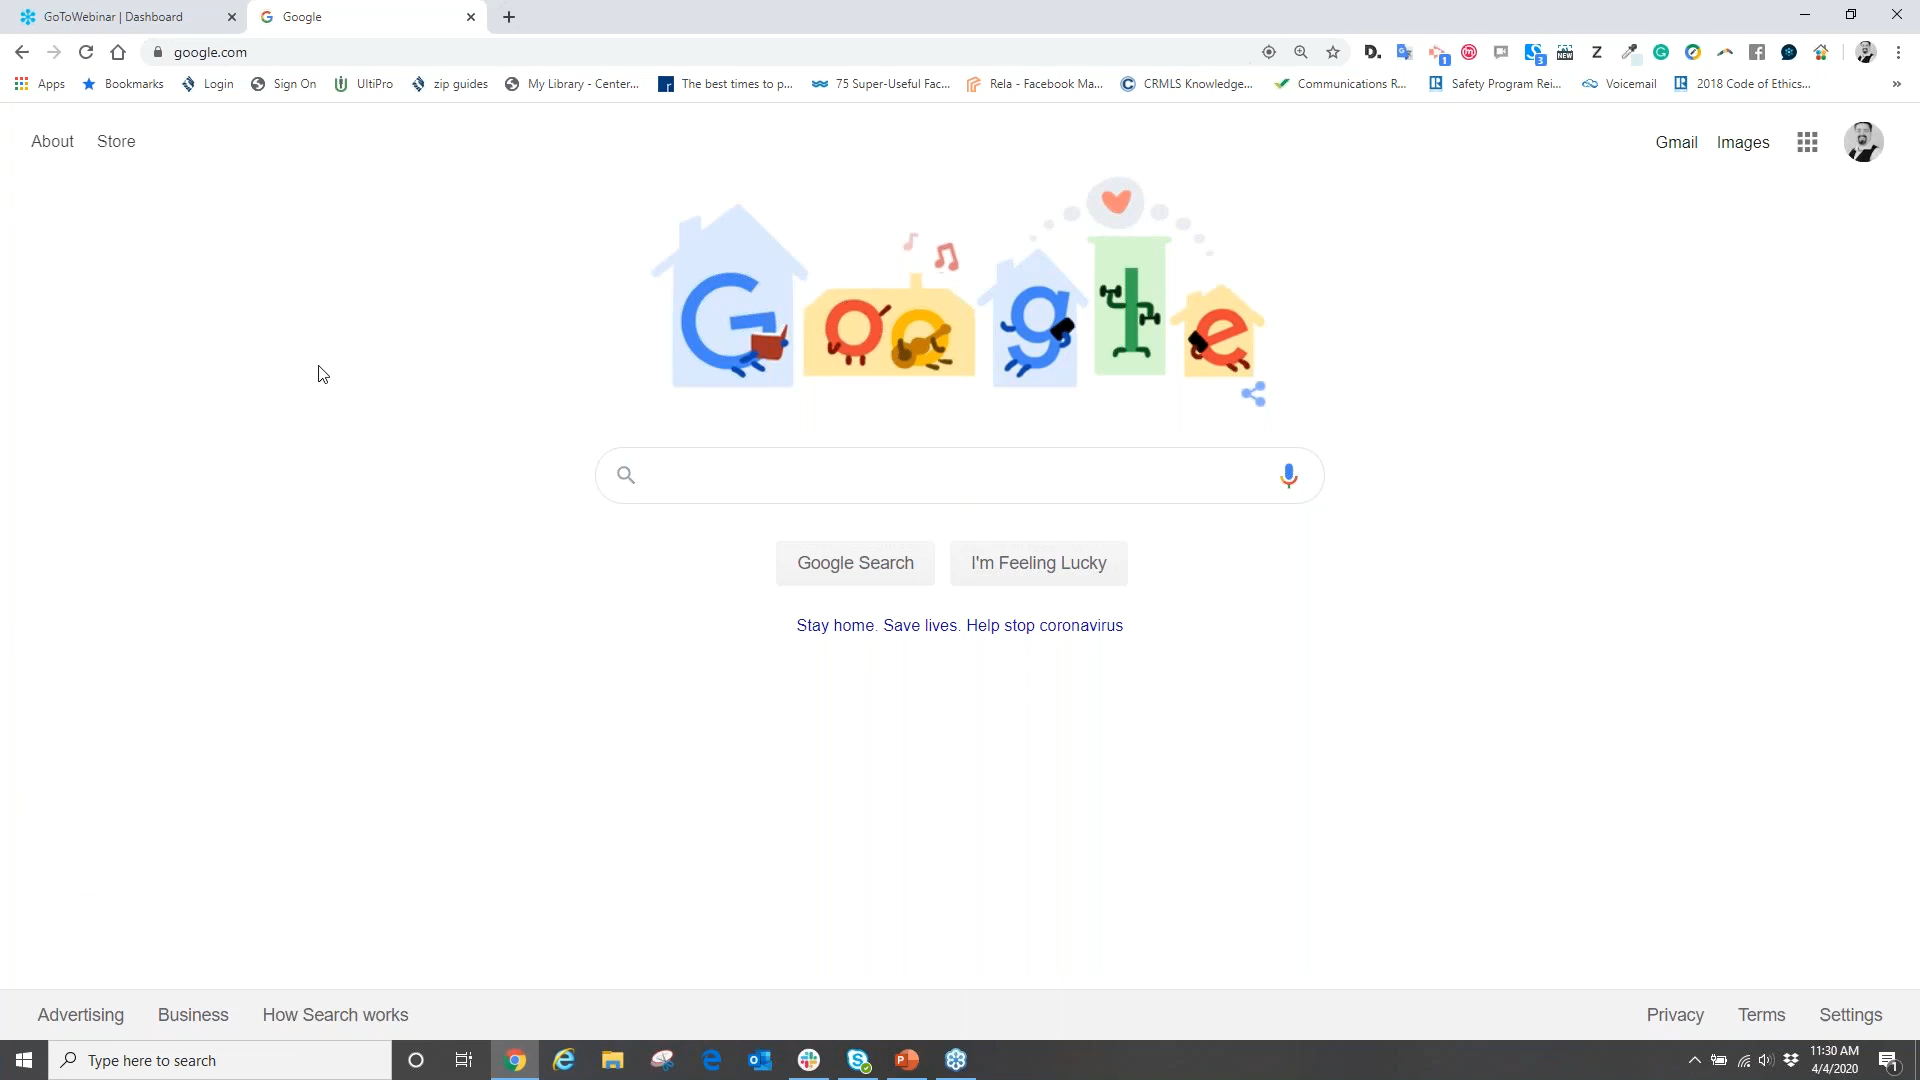 GoToWebinar | Dashboard
Google
google.com
Apps
Bookmarks
Login
Sign On
UltiPro
zip guides
My Library - Center...
The best times to p...
75 Super-Useful Fac...
Rela - Facebook Ma...
CRMLS Knowledge...
Communications R...
Safety Program Rei...
Voicemail
2018 Code of Ethics...
About
Store
Gmail
Images
Google
Google Search
I'm Feeling Lucky
Stay home. Save lives. Help stop coronavirus
Advertising
Business
How Search works
Privacy
Terms
Settings
Type here to search
11:30 AM
4/4/2020